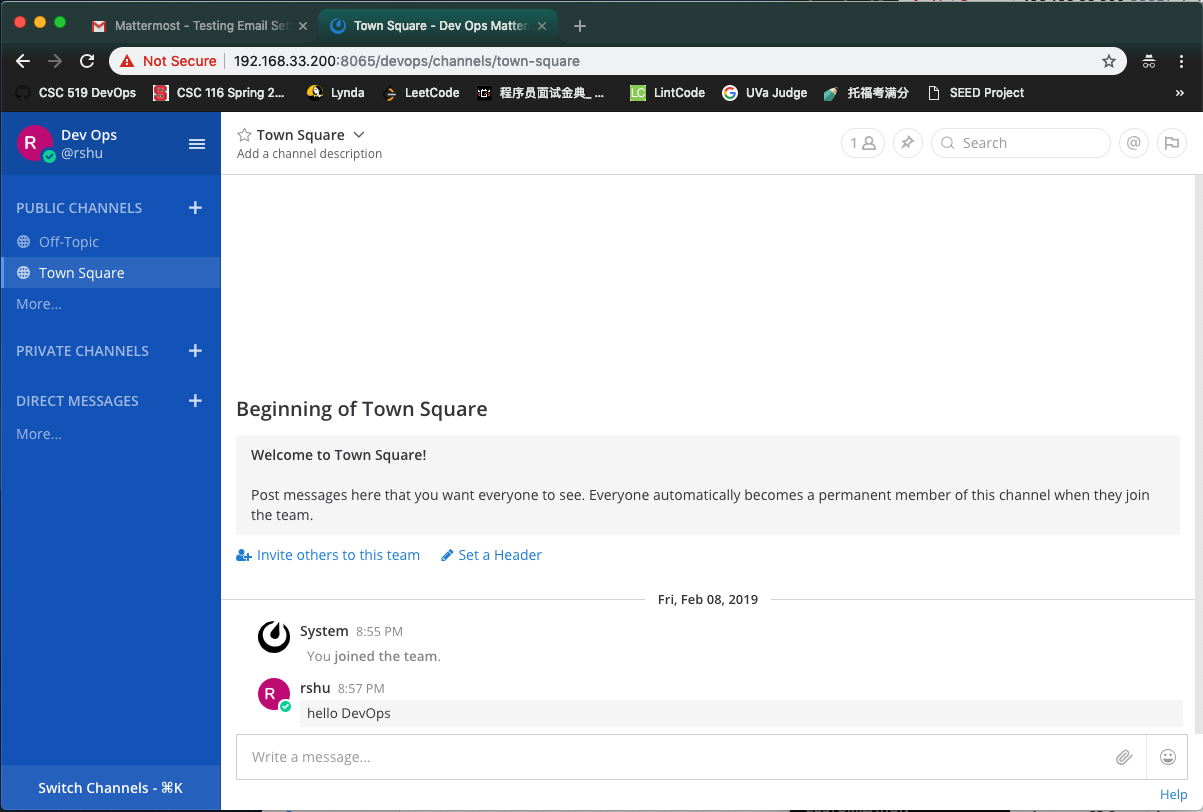 Mattermost - Testing Email Set
Town Square - Dev Ops Matter
Not Secure
192.168.33.200:8065/devops/channels/town-square
CSC 519 DevOps
CSC 116 Spring 2...
Lynda
LeetCode
程序员面试金典_ ...
LC LintCode
UVa Judge
托福考满分
SEED Project
»
R
Dev Ops
@rshu
Town Square
Add a channel description
1
Search
@
PUBLIC CHANNELS +
Off-Topic
Town Square
More...
PRIVATE CHANNELS +
DIRECT MESSAGES +
More...
Switch Channels - ⌘K
Beginning of Town Square
Welcome to Town Square!
Post messages here that you want everyone to see. Everyone automatically becomes a permanent member of this channel when they join
the team.
Invite others to this team
Set a Header
Fri, Feb 08, 2019
System 8:55 PM
You joined the team.
R
rshu 8:57 PM
hello DevOps
Write a message...
Help